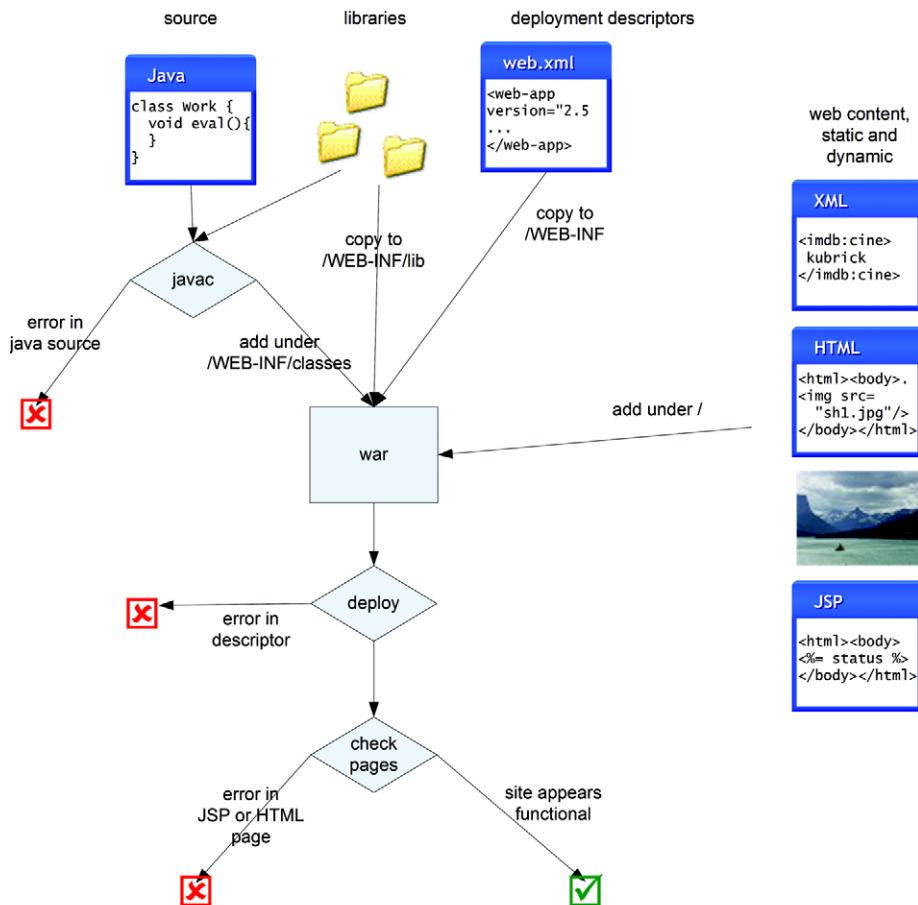 source
libraries
deployment descriptors
Java
class Work {
void eval(){
}
}
web.xml
<web-app
version="2.5
...
</web-app>
web content,
static and
dynamic
XML
<imdb:cine>
kubrick
</imdb:cine>
copy to
/WEB-INF/lib
copy to
/WEB-INF
javac
error in
java source
add under
/WEB-INF/classes
HTML
<html><body>.
<img src=
"sh1.jpg"/>
</body></html>
add under /
war
deploy
error in
descriptor
JSP
<html><body>
<%= status %>
</body></html>
check
pages
error in
JSP or HTML
page
site appears
functional